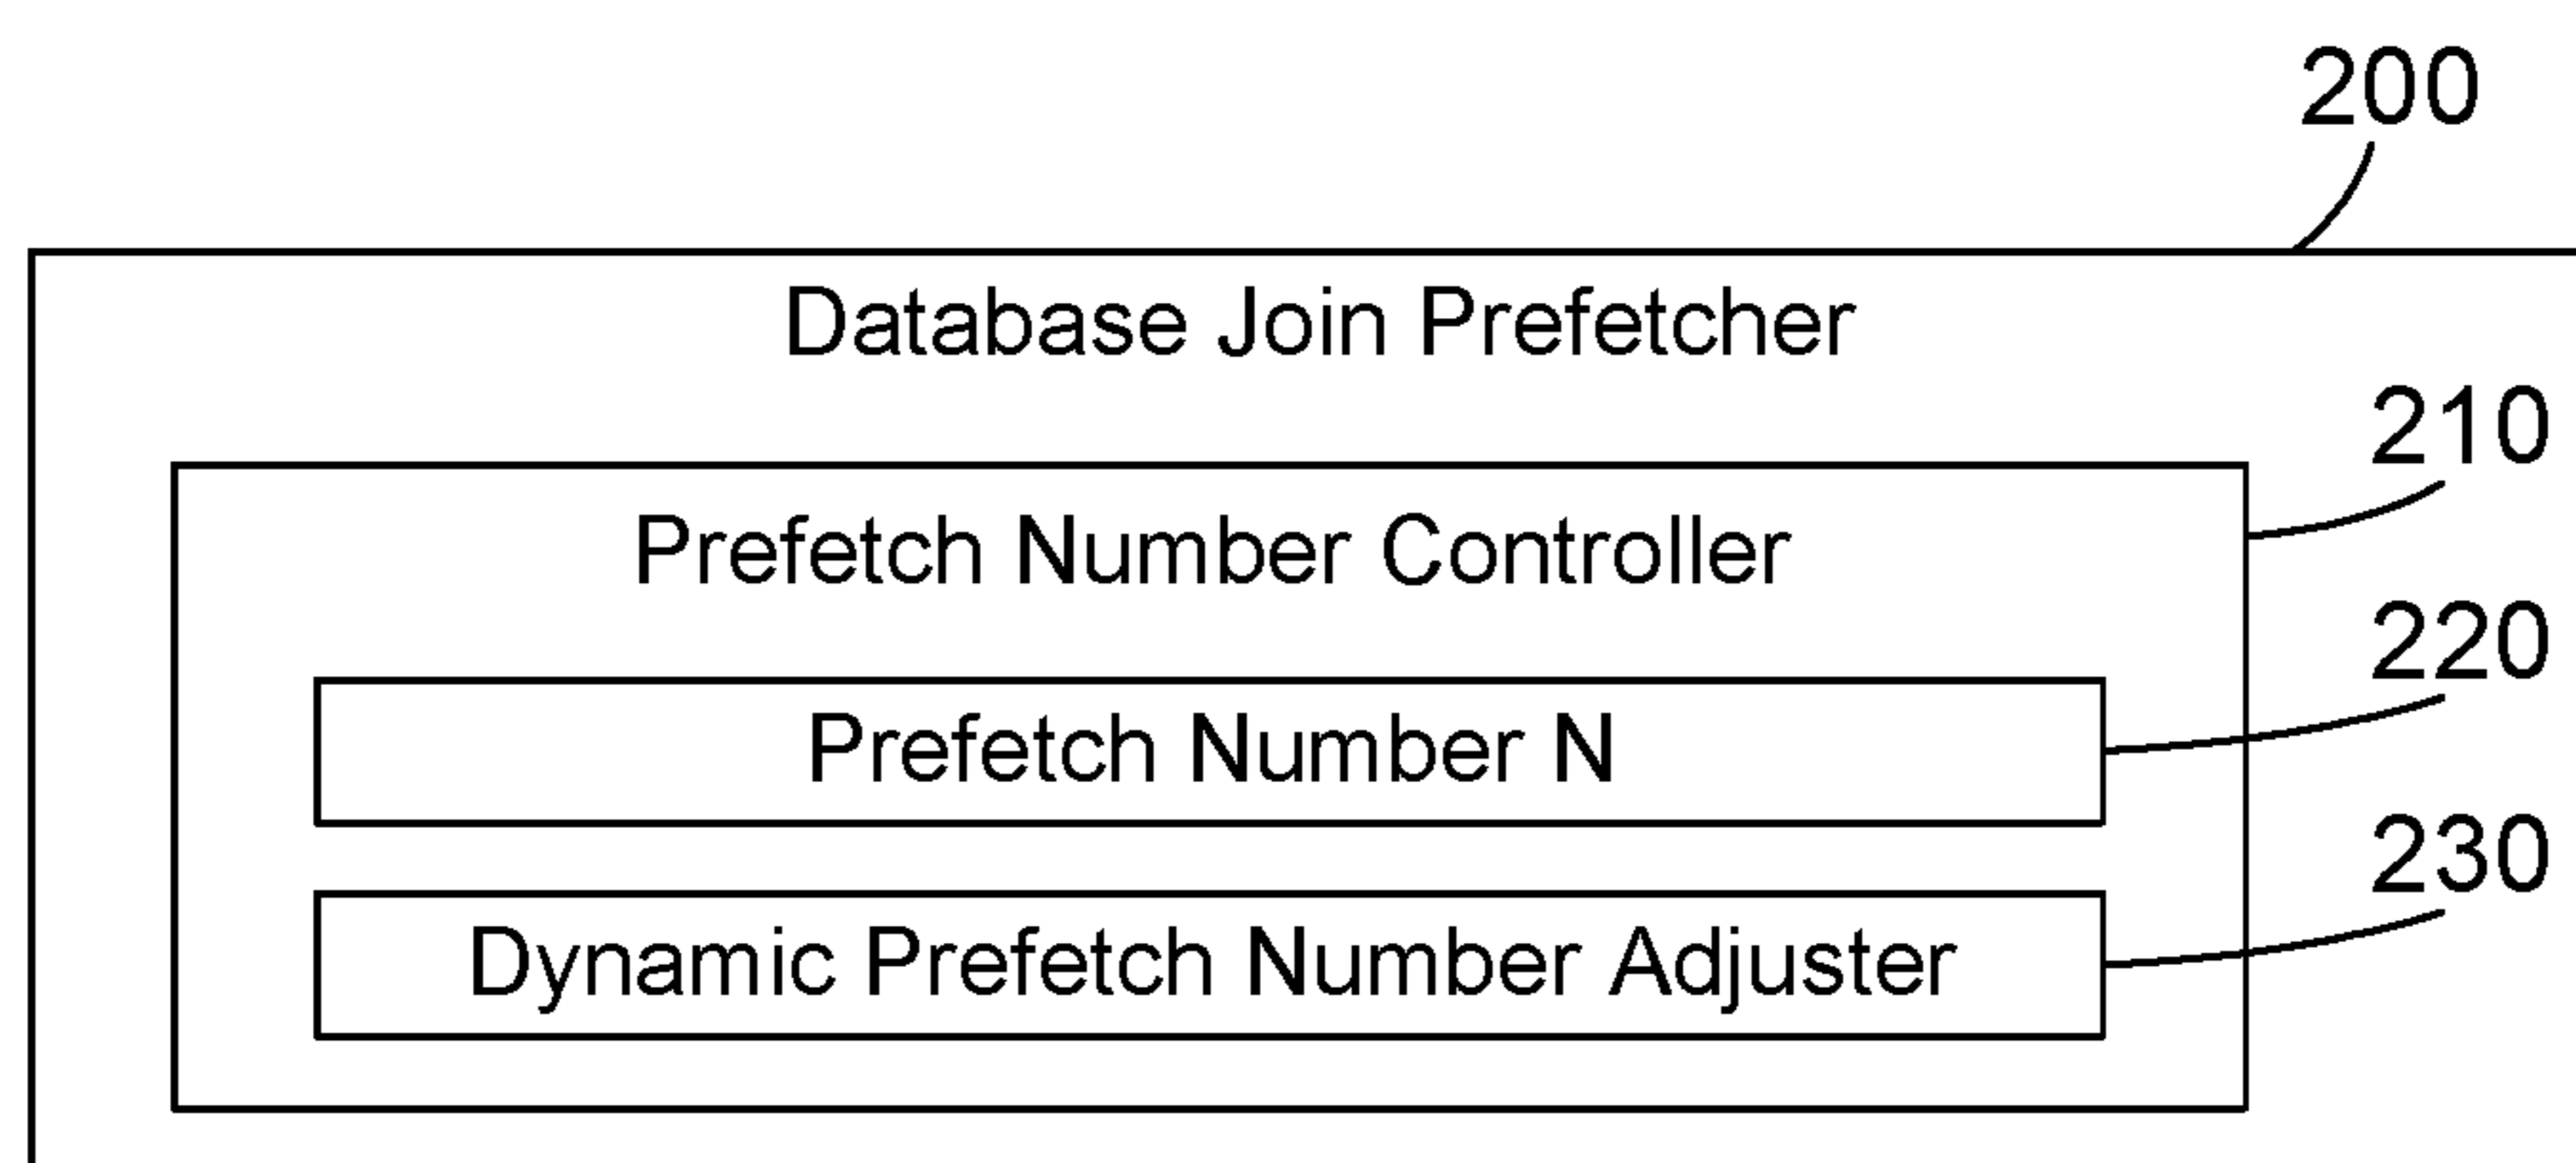 200
Database Join Prefetcher
210
Prefetch Number Controller
220
Prefetch Number N
230
Dynamic Prefetch Number Adjuster